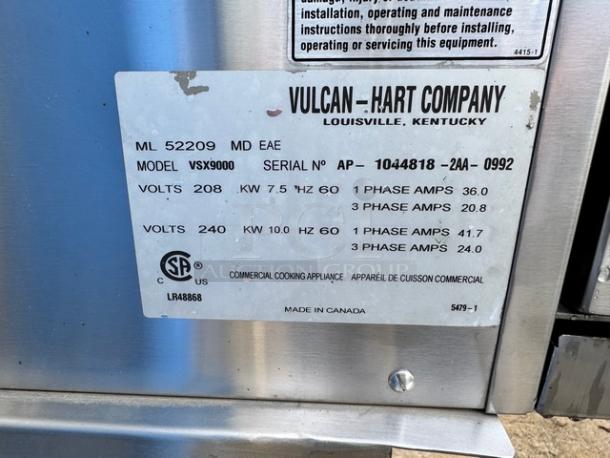 installation, operating and maintenance
instructions thoroughly before installing,
operating or servicing this equipment.
4415-1
VULCAN-HART COMPANY
LOUISVILLE, KENTUCKY
ML 52209 MD EAE
MODEL VSX9000 SERIAL Nº AP- 1044818 -2AA- 0992
VOLTS 208 KW 7.5 HZ 60 1 PHASE AMPS 36.0
3 PHASE AMPS 20.8
VOLTS 240 KW 10.0 HZ 60 1 PHASE AMPS 41.7
3 PHASE AMPS 24.0
CSA ®
C US
AUCTION GROUP
COMMERCIAL COOKING APPLIANCE APPAREIL DE CUISSON COMMERCIAL
LR48868
MADE IN CANADA 5479-1